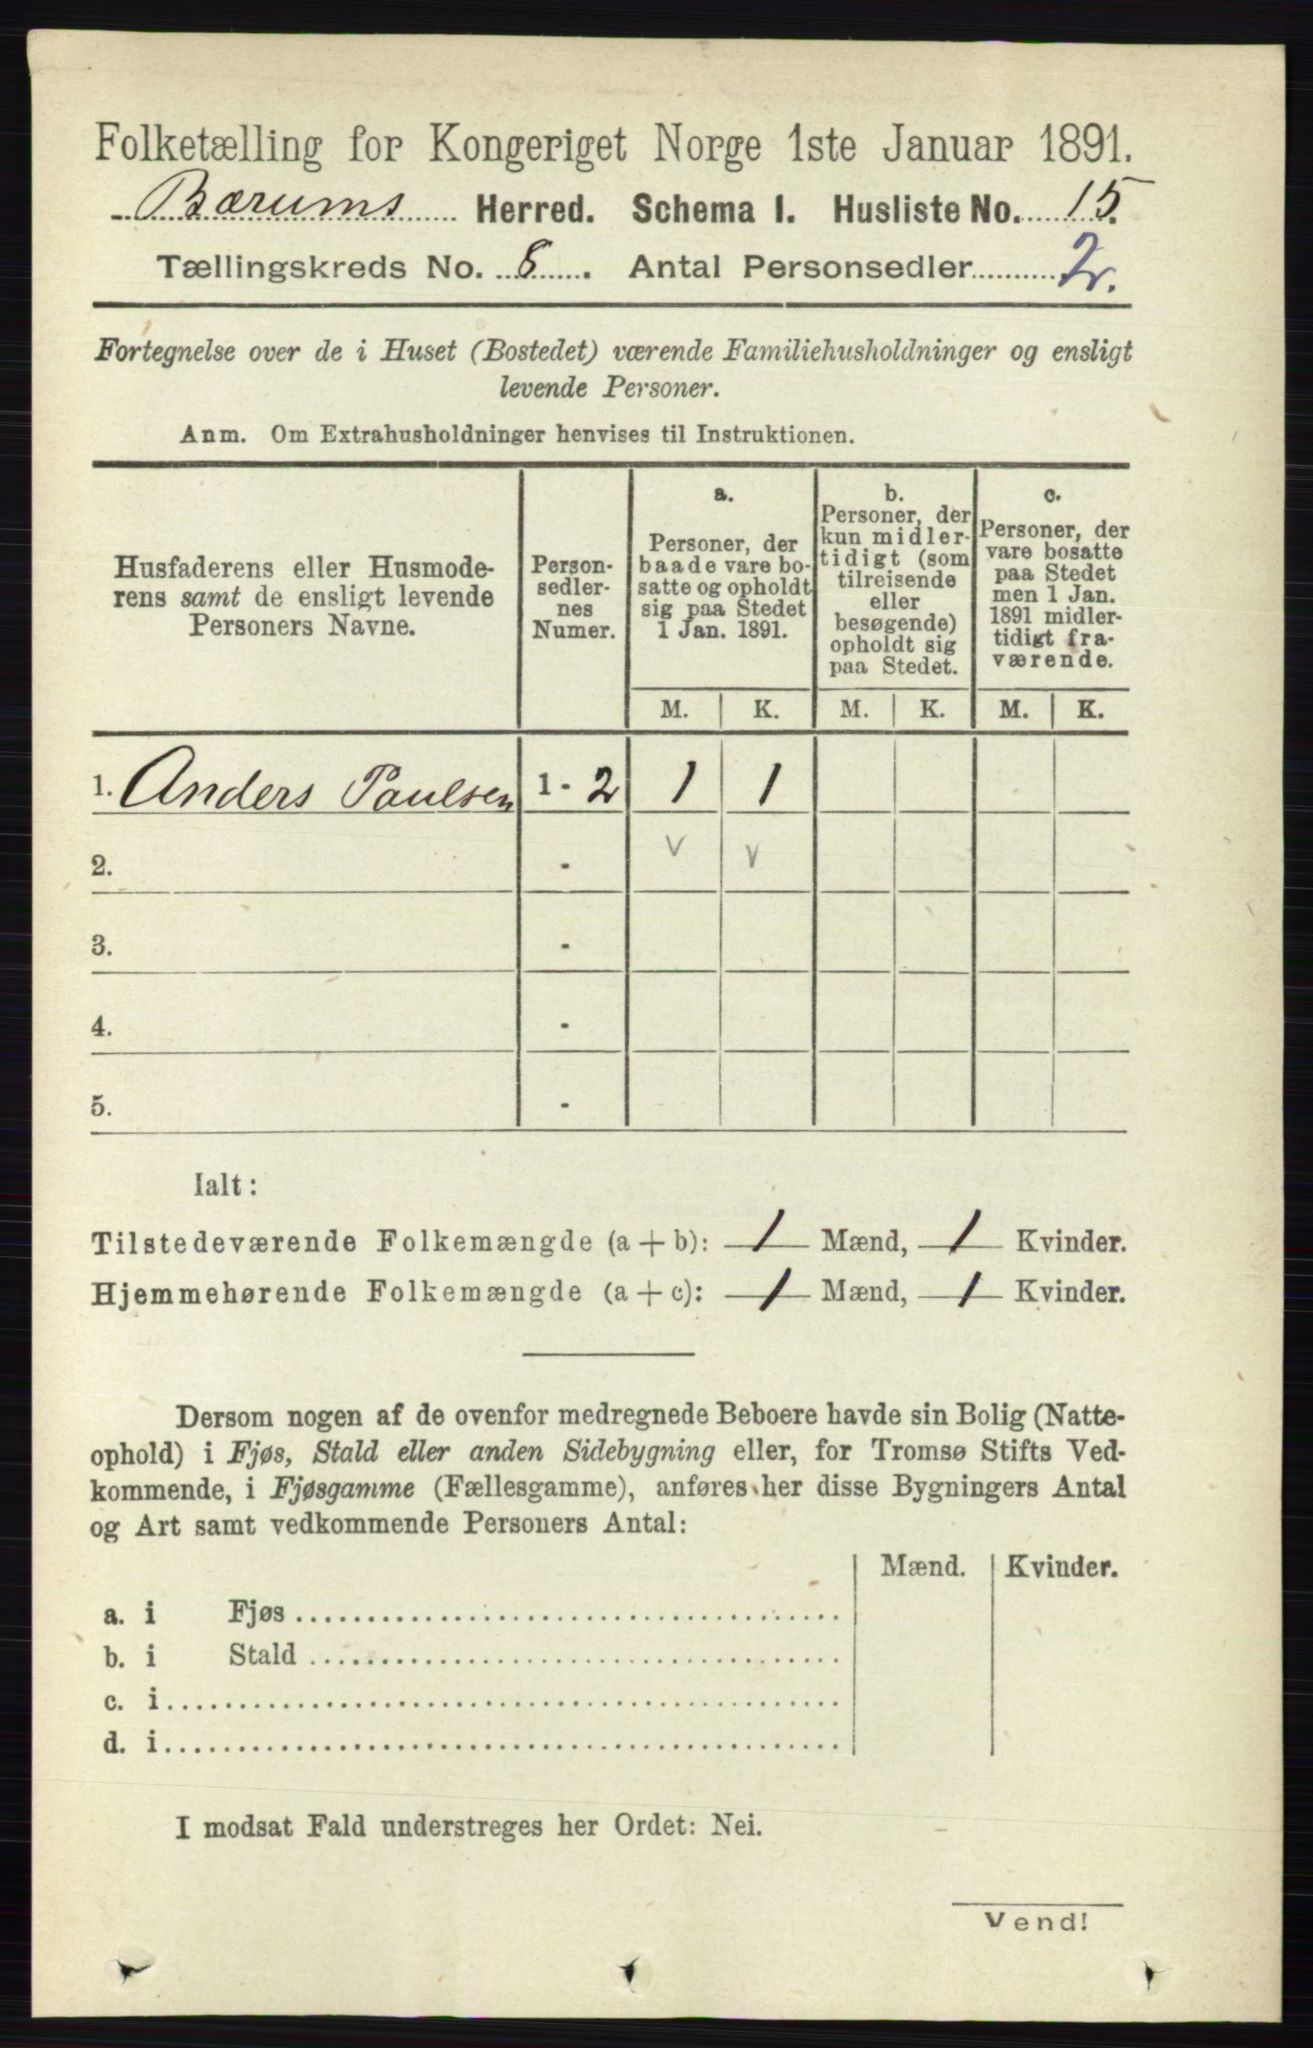 Folketælling for Kongeriget Norge 1ste Januar 1891.
Bærums Herred. Schema I. Husliste No. 15.
Tællingskreds No. 8. Antal Personsedler 2.
Fortegnelse over de i Huset (Bostedet) værende Familiehusholdninger og ensligt
levende Personer.
Anm. Om Extrahusholdninger henvises til Instruktionen.
Husfaderens eller Husmode-
rens samt de ensligt levende
Personers Navne.
Person-
sedler-
nes
Numer.
a.
Personer, der
baade vare bo-
satte og opholdt
sig paa Stedet
1 Jan. 1891.
b.
Personer, der
kun midler-
tidigt (som
tilreisende
eller
besøgende)
opholdt sig
paa Stedet.
c.
Personer, der
vare bosatte
paa Stedet
men 1 Jan.
1891 midler-
tidigt fra-
værende.
M. K. M. K. M. K.
1. Anders Paulsen 1 - 2 1 1
2. - v v
3. -
4. -
5. -
Ialt:
Tilstedeværende Folkemængde (a + b): 1 Mænd, 1 Kvinder.
Hjemmehørende Folkemængde (a + c): 1 Mænd, 1 Kvinder.
Dersom nogen af de ovenfor medregnede Beboere havde sin Bolig (Natte-
ophold) i Fjøs, Stald eller anden Sidebygning eller, for Tromsø Stifts Ved-
kommende, i Fjøsgamme (Fællesgamme), anføres her disse Bygningers Antal
og Art samt vedkommende Personers Antal:
Mænd. Kvinder.
a. i Fjøs
b. i Stald
c. i
d. i
I modsat Fald understreges her Ordet: Nei.
Vend!